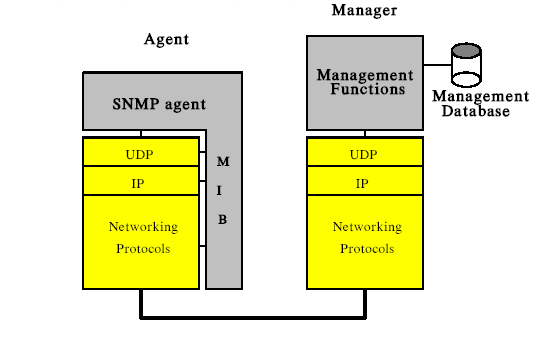 Manager
Agent
Management
Functions
Management
Database
SNMP agent
UDP
IP
Networking
Protocols
M
I
B
UDP
IP
Networking
Protocols